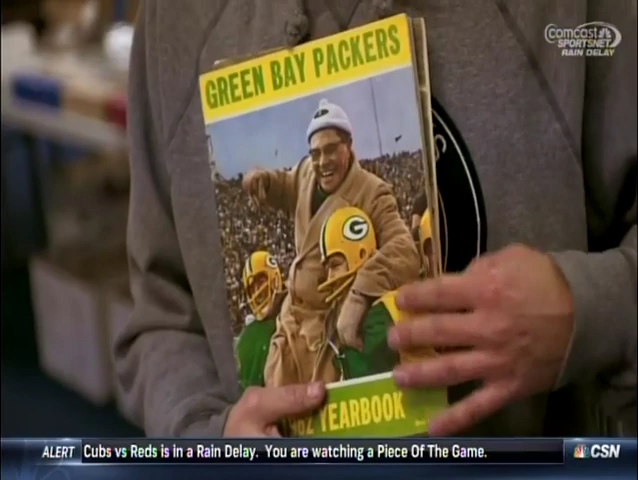 comcast
SPORTSNET
RAIN DELAY
GREEN BAY PACKERS
G
G
YEARBOOK
ALERT Cubs vs Reds is in a Rain Delay. You are watching a Piece Of The Game. CSN